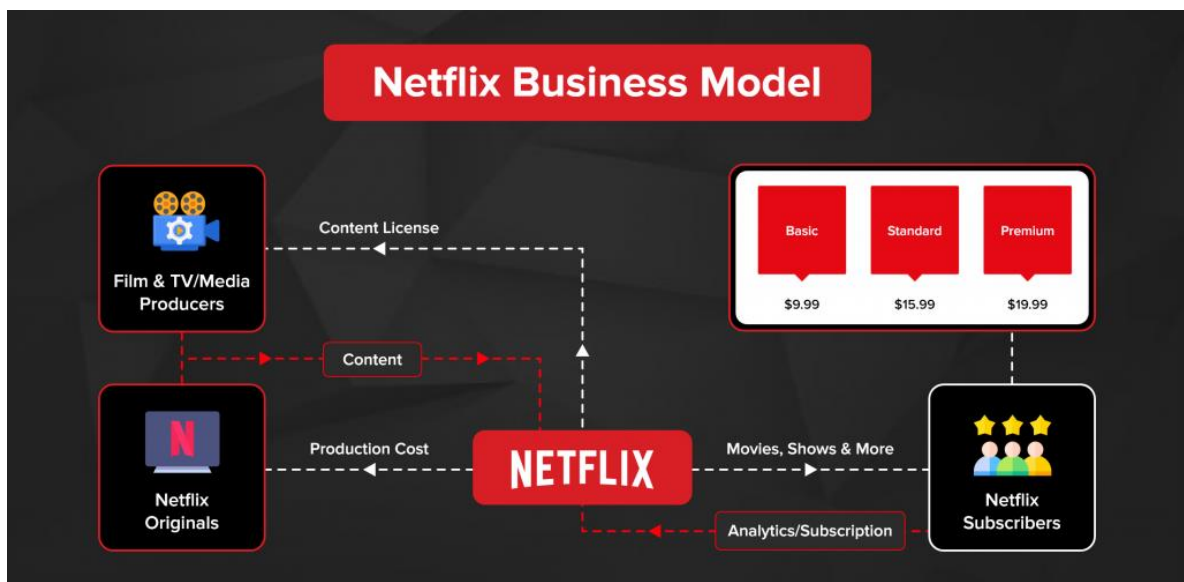 Netflix Business Model
Content License
Film & TV/Media
Producers
Basic
Standard
Premium
$9.99
$15.99
$19.99
Content
Production Cost
N
Netflix
Originals
NETFLIX
Movies, Shows & More
Netflix
Subscribers
Analytics/Subscription